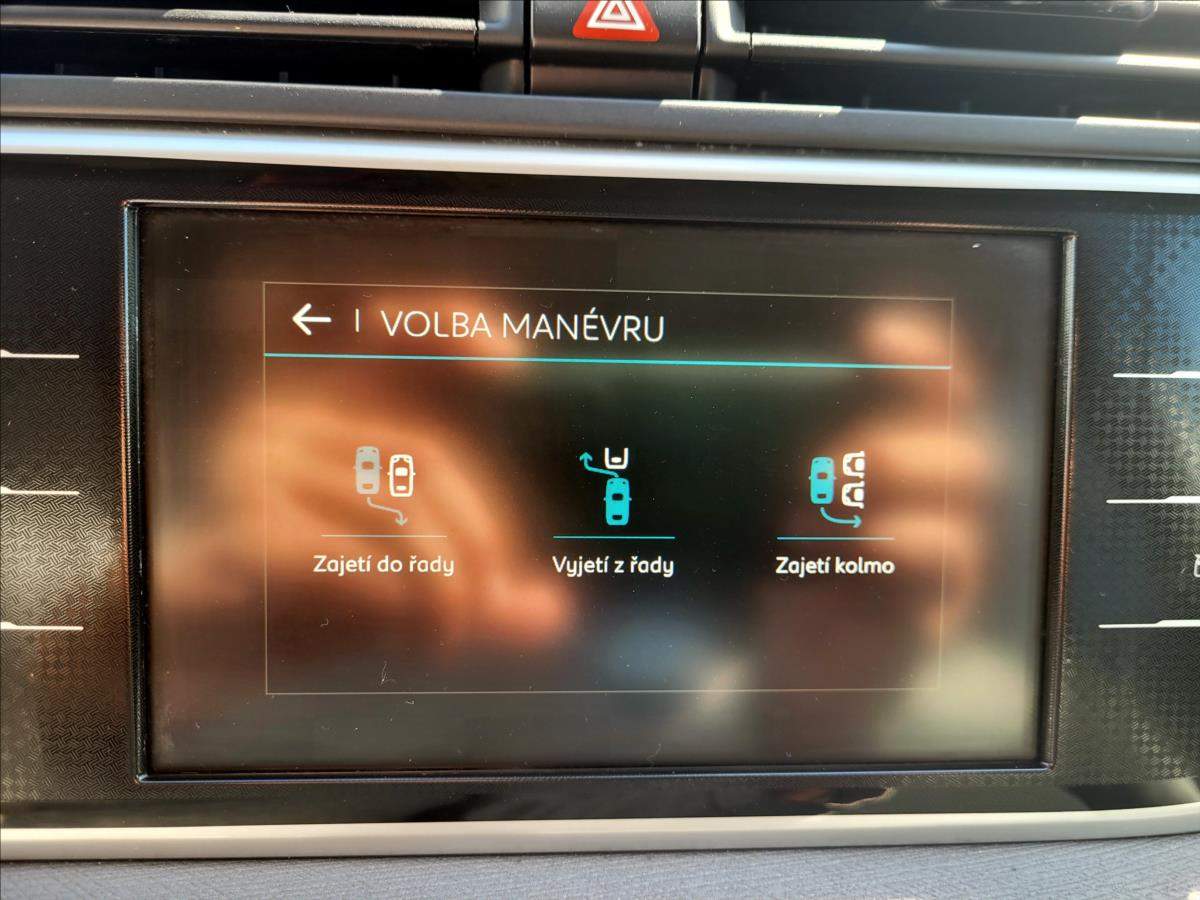 VOLBA MANÉVRU
Zajetí do řady
Vyjetí z řady
Zajetí kolmo